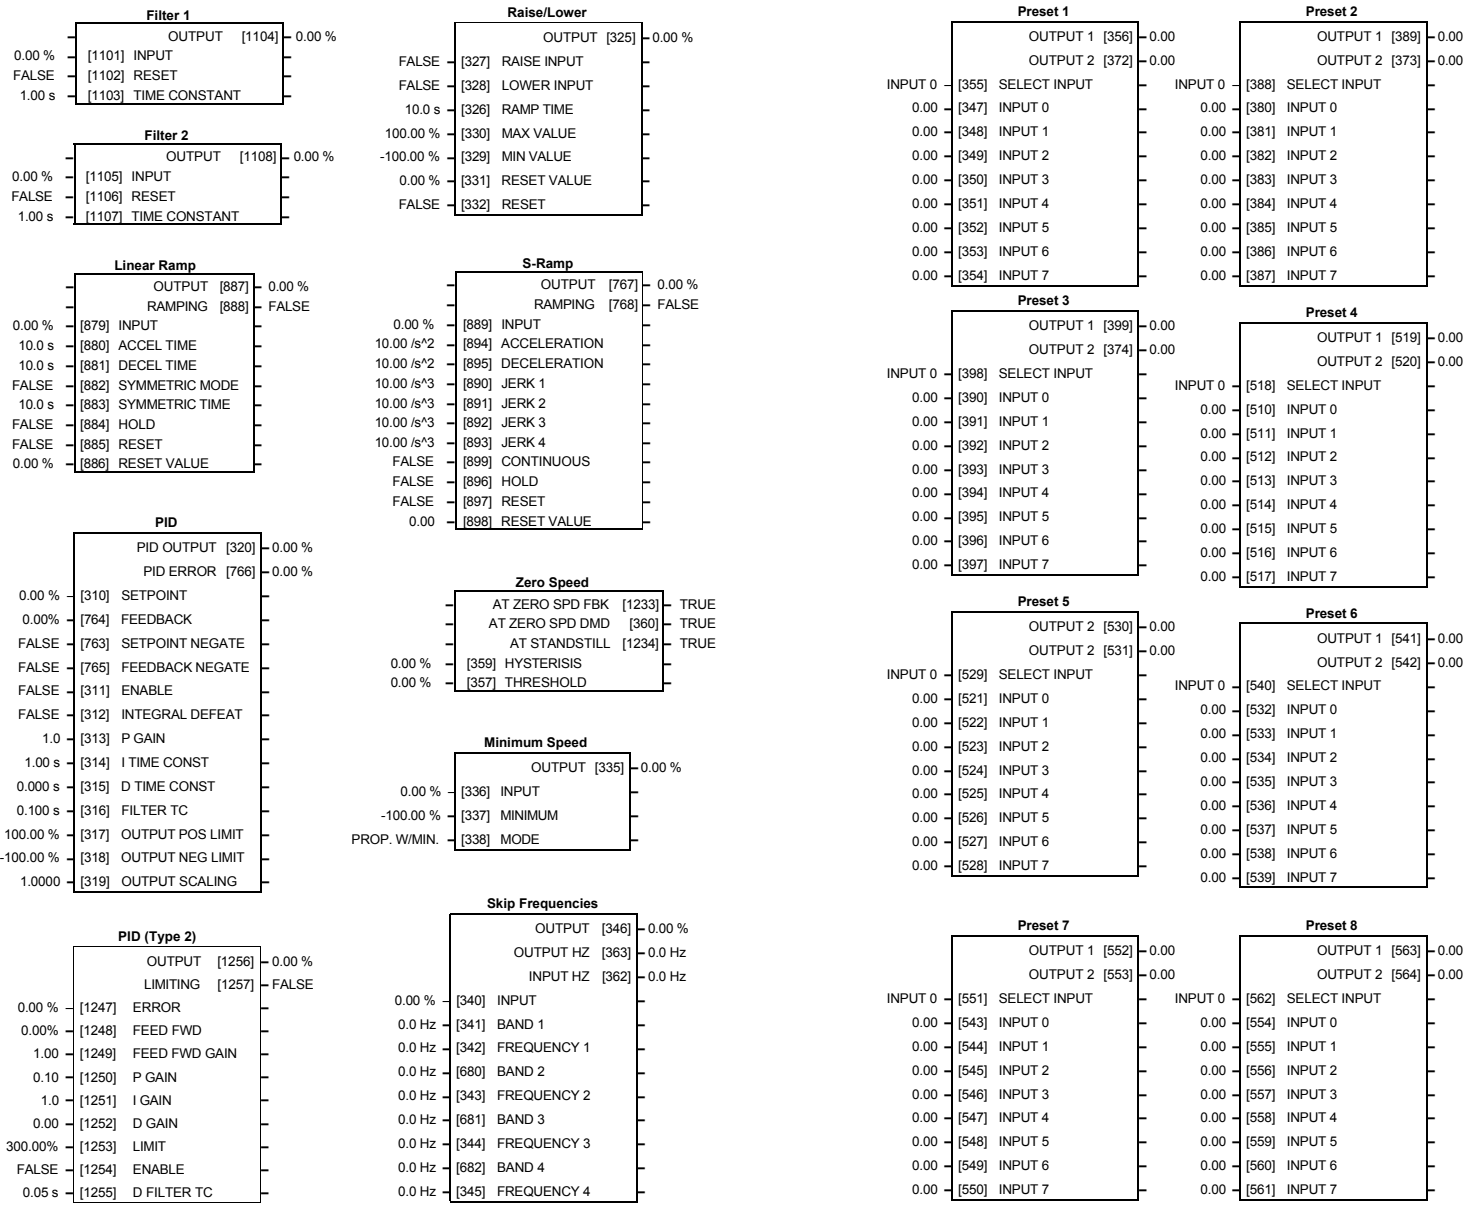 Filter 1
OUTPUT [1104] 0.00 %
0.00 % [1101] INPUT
FALSE [1102] RESET
1.00 s [1103] TIME CONSTANT
Filter 2
OUTPUT [1108] 0.00 %
0.00 % [1105] INPUT
FALSE [1106] RESET
1.00 s [1107] TIME CONSTANT
Linear Ramp
OUTPUT [887] 0.00 %
RAMPING [888] FALSE
0.00 % [879] INPUT
10.0 s [880] ACCEL TIME
10.0 s [881] DECEL TIME
FALSE [882] SYMMETRIC MODE
10.0 s [883] SYMMETRIC TIME
FALSE [884] HOLD
FALSE [885] RESET
0.00 % [886] RESET VALUE
PID
PID OUTPUT [320] 0.00 %
PID ERROR [766] 0.00 %
0.00 % [310] SETPOINT
0.00% [764] FEEDBACK
FALSE [763] SETPOINT NEGATE
FALSE [765] FEEDBACK NEGATE
FALSE [311] ENABLE
FALSE [312] INTEGRAL DEFEAT
1.0 [313] P GAIN
1.00 s [314] I TIME CONST
0.000 s [315] D TIME CONST
0.100 s [316] FILTER TC
100.00 % [317] OUTPUT POS LIMIT
-100.00 % [318] OUTPUT NEG LIMIT
1.0000 [319] OUTPUT SCALING
PID (Type 2)
OUTPUT [1256] 0.00 %
LIMITING [1257] FALSE
0.00 % [1247] ERROR
0.00% [1248] FEED FWD
1.00 [1249] FEED FWD GAIN
0.10 [1250] P GAIN
1.0 [1251] I GAIN
0.00 [1252] D GAIN
300.00% [1253] LIMIT
FALSE [1254] ENABLE
0.05 s [1255] D FILTER TC
Raise/Lower
OUTPUT [325] 0.00 %
FALSE [327] RAISE INPUT
FALSE [328] LOWER INPUT
10.0 s [326] RAMP TIME
100.00 % [330] MAX VALUE
-100.00 % [329] MIN VALUE
0.00 % [331] RESET VALUE
FALSE [332] RESET
S-Ramp
OUTPUT [767] 0.00 %
RAMPING [768] FALSE
0.00 % [889] INPUT
10.00 /s^2 [894] ACCELERATION
10.00 /s^2 [895] DECELERATION
10.00 /s^3 [890] JERK 1
10.00 /s^3 [891] JERK 2
10.00 /s^3 [892] JERK 3
10.00 /s^3 [893] JERK 4
FALSE [899] CONTINUOUS
FALSE [896] HOLD
FALSE [897] RESET
0.00 [898] RESET VALUE
Zero Speed
AT ZERO SPD FBK [1233] TRUE
AT ZERO SPD DMD [360] TRUE
AT STANDSTILL [1234] TRUE
0.00 % [359] HYSTERISIS
0.00 % [357] THRESHOLD
Minimum Speed
OUTPUT [335] 0.00 %
0.00 % [336] INPUT
-100.00 % [337] MINIMUM
PROP. W/MIN. [338] MODE
Skip Frequencies
OUTPUT [346] 0.00 %
OUTPUT HZ [363] 0.0 Hz
INPUT HZ [362] 0.0 Hz
0.00 % [340] INPUT
0.0 Hz [341] BAND 1
0.0 Hz [342] FREQUENCY 1
0.0 Hz [680] BAND 2
0.0 Hz [343] FREQUENCY 2
0.0 Hz [681] BAND 3
0.0 Hz [344] FREQUENCY 3
0.0 Hz [682] BAND 4
0.0 Hz [345] FREQUENCY 4
Preset 1
OUTPUT 1 [356] 0.00
OUTPUT 2 [372] 0.00
INPUT 0 [355] SELECT INPUT
0.00 [347] INPUT 0
0.00 [348] INPUT 1
0.00 [349] INPUT 2
0.00 [350] INPUT 3
0.00 [351] INPUT 4
0.00 [352] INPUT 5
0.00 [353] INPUT 6
0.00 [354] INPUT 7
Preset 2
OUTPUT 1 [389] 0.00
OUTPUT 2 [373] 0.00
INPUT 0 [388] SELECT INPUT
0.00 [380] INPUT 0
0.00 [381] INPUT 1
0.00 [382] INPUT 2
0.00 [383] INPUT 3
0.00 [384] INPUT 4
0.00 [385] INPUT 5
0.00 [386] INPUT 6
0.00 [387] INPUT 7
Preset 3
OUTPUT 1 [399] 0.00
OUTPUT 2 [374] 0.00
INPUT 0 [398] SELECT INPUT
0.00 [390] INPUT 0
0.00 [391] INPUT 1
0.00 [392] INPUT 2
0.00 [393] INPUT 3
0.00 [394] INPUT 4
0.00 [395] INPUT 5
0.00 [396] INPUT 6
0.00 [397] INPUT 7
Preset 4
OUTPUT 1 [519] 0.00
OUTPUT 2 [520] 0.00
INPUT 0 [518] SELECT INPUT
0.00 [510] INPUT 0
0.00 [511] INPUT 1
0.00 [512] INPUT 2
0.00 [513] INPUT 3
0.00 [514] INPUT 4
0.00 [515] INPUT 5
0.00 [516] INPUT 6
0.00 [517] INPUT 7
Preset 5
OUTPUT 2 [530] 0.00
OUTPUT 2 [531] 0.00
INPUT 0 [529] SELECT INPUT
0.00 [521] INPUT 0
0.00 [522] INPUT 1
0.00 [523] INPUT 2
0.00 [524] INPUT 3
0.00 [525] INPUT 4
0.00 [526] INPUT 5
0.00 [527] INPUT 6
0.00 [528] INPUT 7
Preset 6
OUTPUT 1 [541] 0.00
OUTPUT 2 [542] 0.00
INPUT 0 [540] SELECT INPUT
0.00 [532] INPUT 0
0.00 [533] INPUT 1
0.00 [534] INPUT 2
0.00 [535] INPUT 3
0.00 [536] INPUT 4
0.00 [537] INPUT 5
0.00 [538] INPUT 6
0.00 [539] INPUT 7
Preset 7
OUTPUT 1 [552] 0.00
OUTPUT 2 [553] 0.00
INPUT 0 [551] SELECT INPUT
0.00 [543] INPUT 0
0.00 [544] INPUT 1
0.00 [545] INPUT 2
0.00 [546] INPUT 3
0.00 [547] INPUT 4
0.00 [548] INPUT 5
0.00 [549] INPUT 6
0.00 [550] INPUT 7
Preset 8
OUTPUT 1 [563] 0.00
OUTPUT 2 [564] 0.00
INPUT 0 [562] SELECT INPUT
0.00 [554] INPUT 0
0.00 [555] INPUT 1
0.00 [556] INPUT 2
0.00 [557] INPUT 3
0.00 [558] INPUT 4
0.00 [559] INPUT 5
0.00 [560] INPUT 6
0.00 [561] INPUT 7